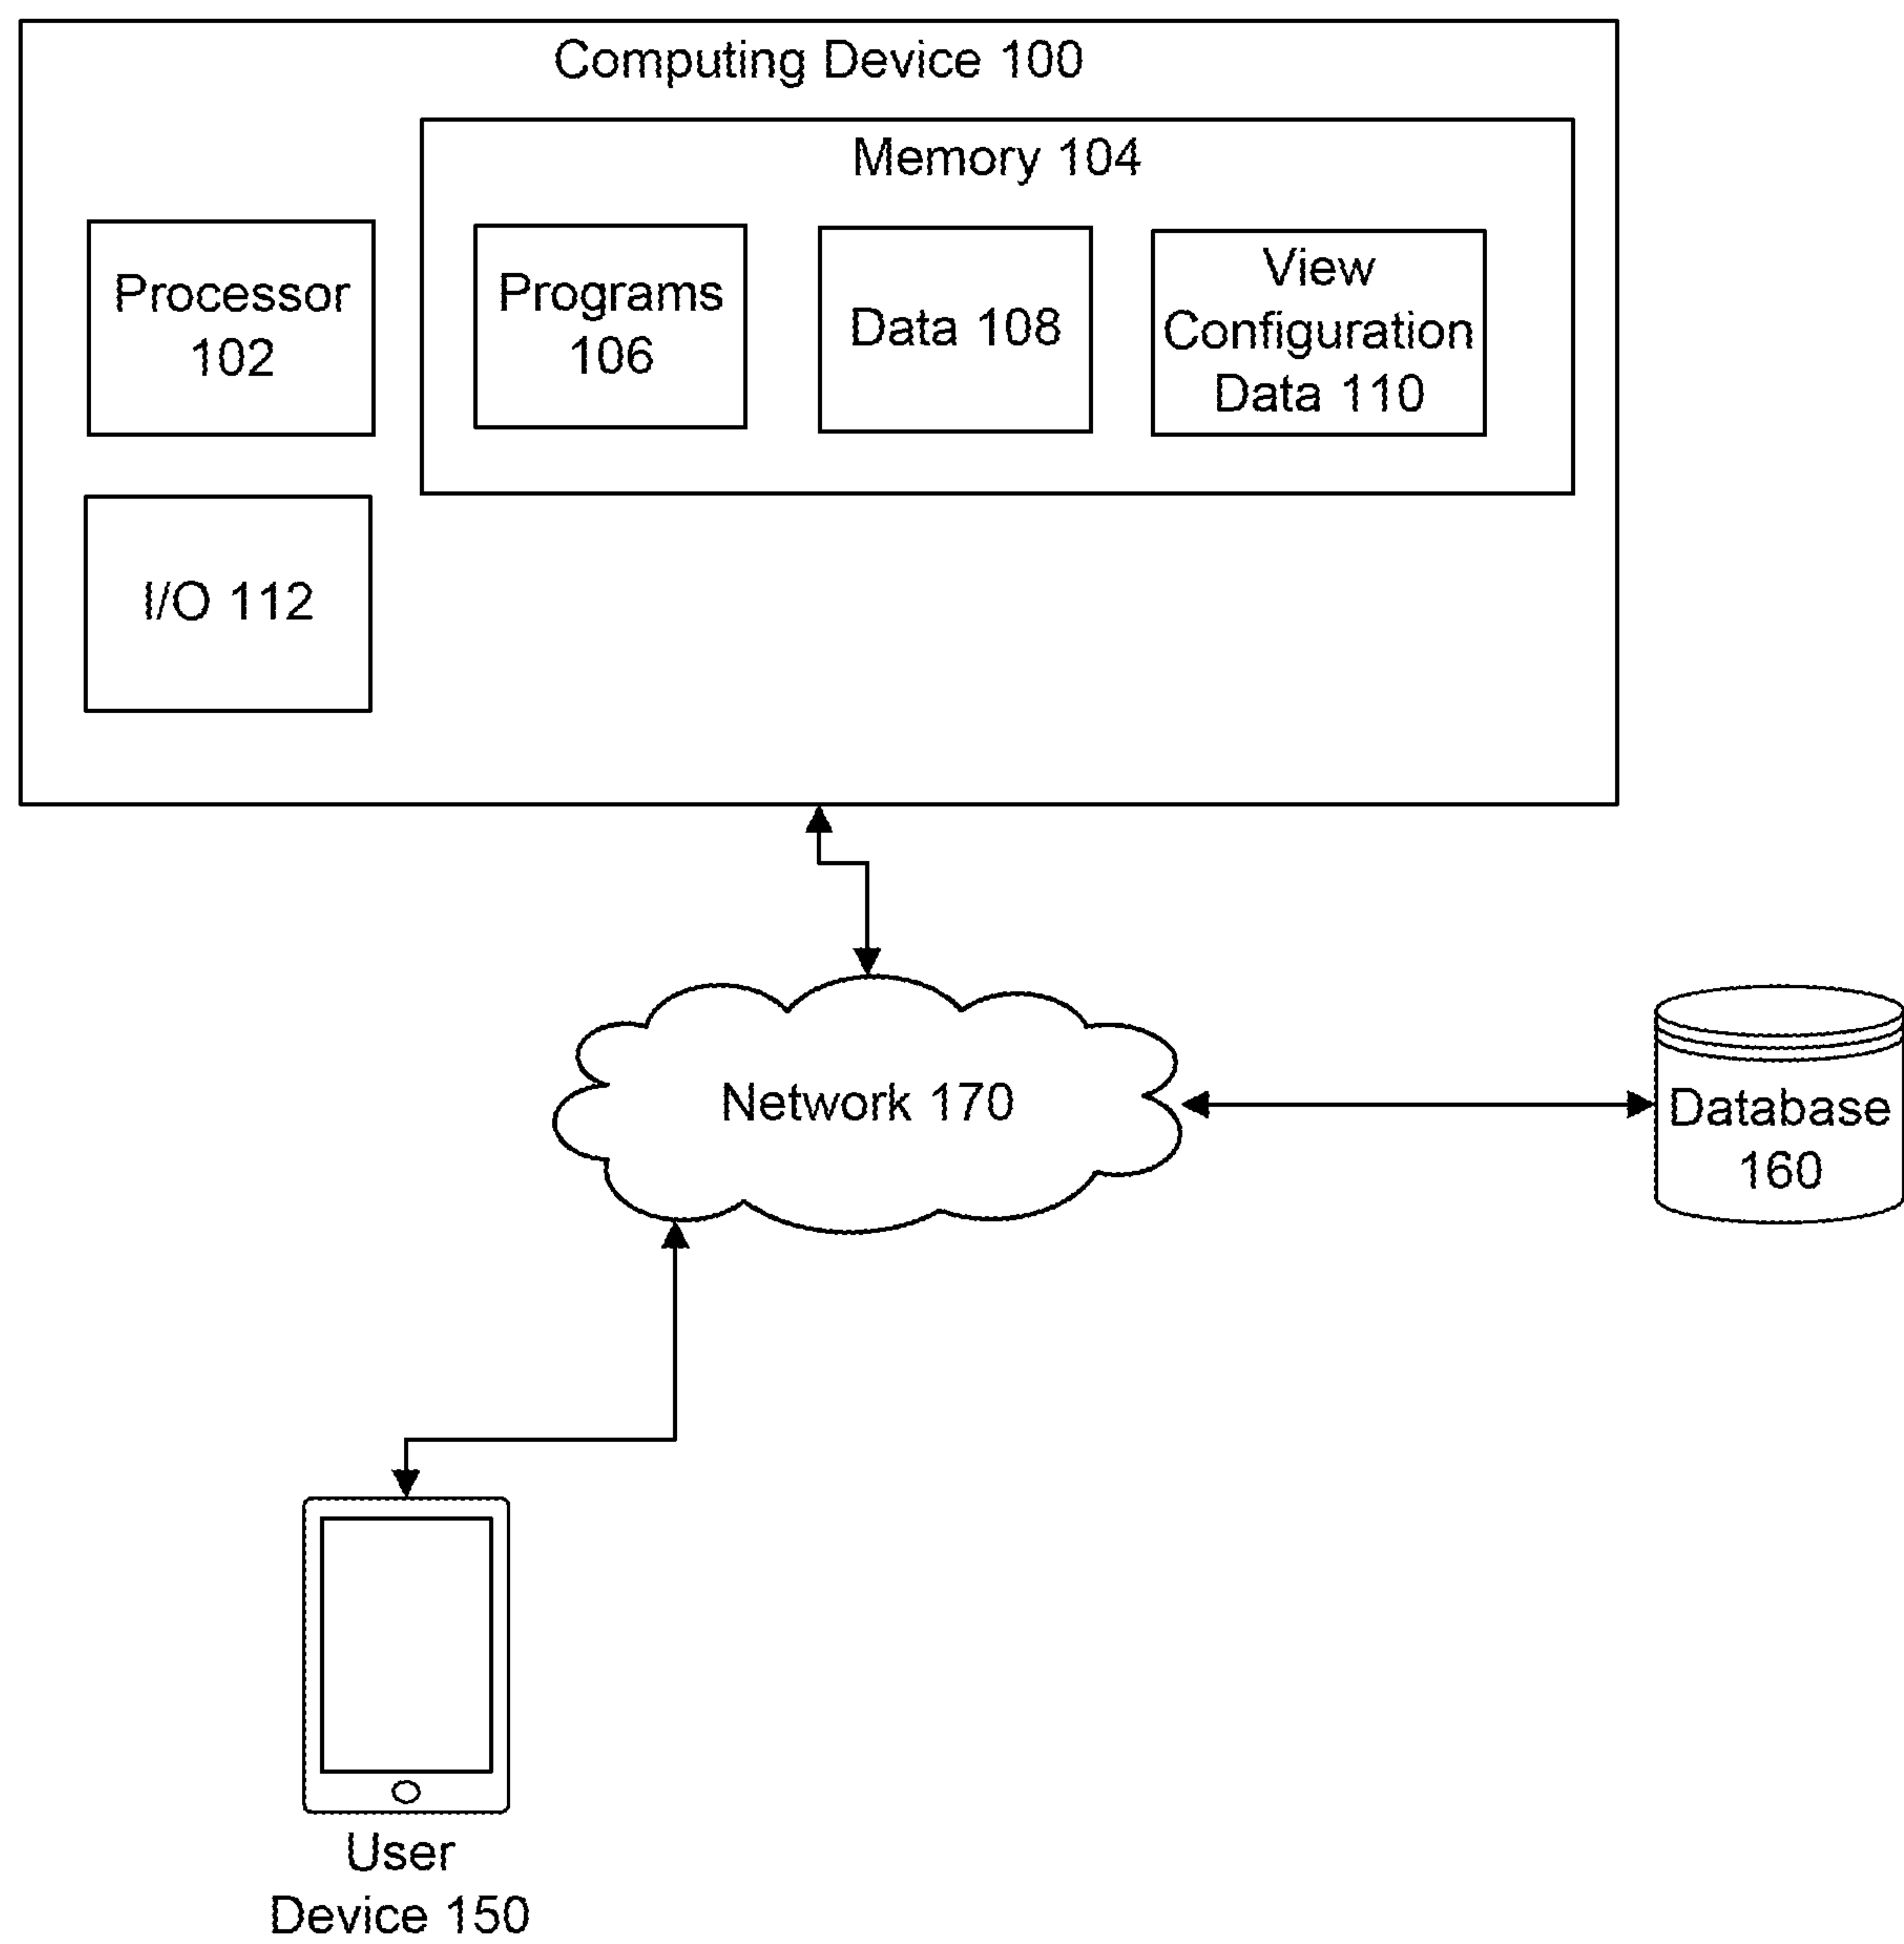 Computing Device 100
Memory 104
Processor
102
Programs
106
Data 108
View
Configuration
Data 110
I/O 112
Network 170
Database
160
User
Device 150